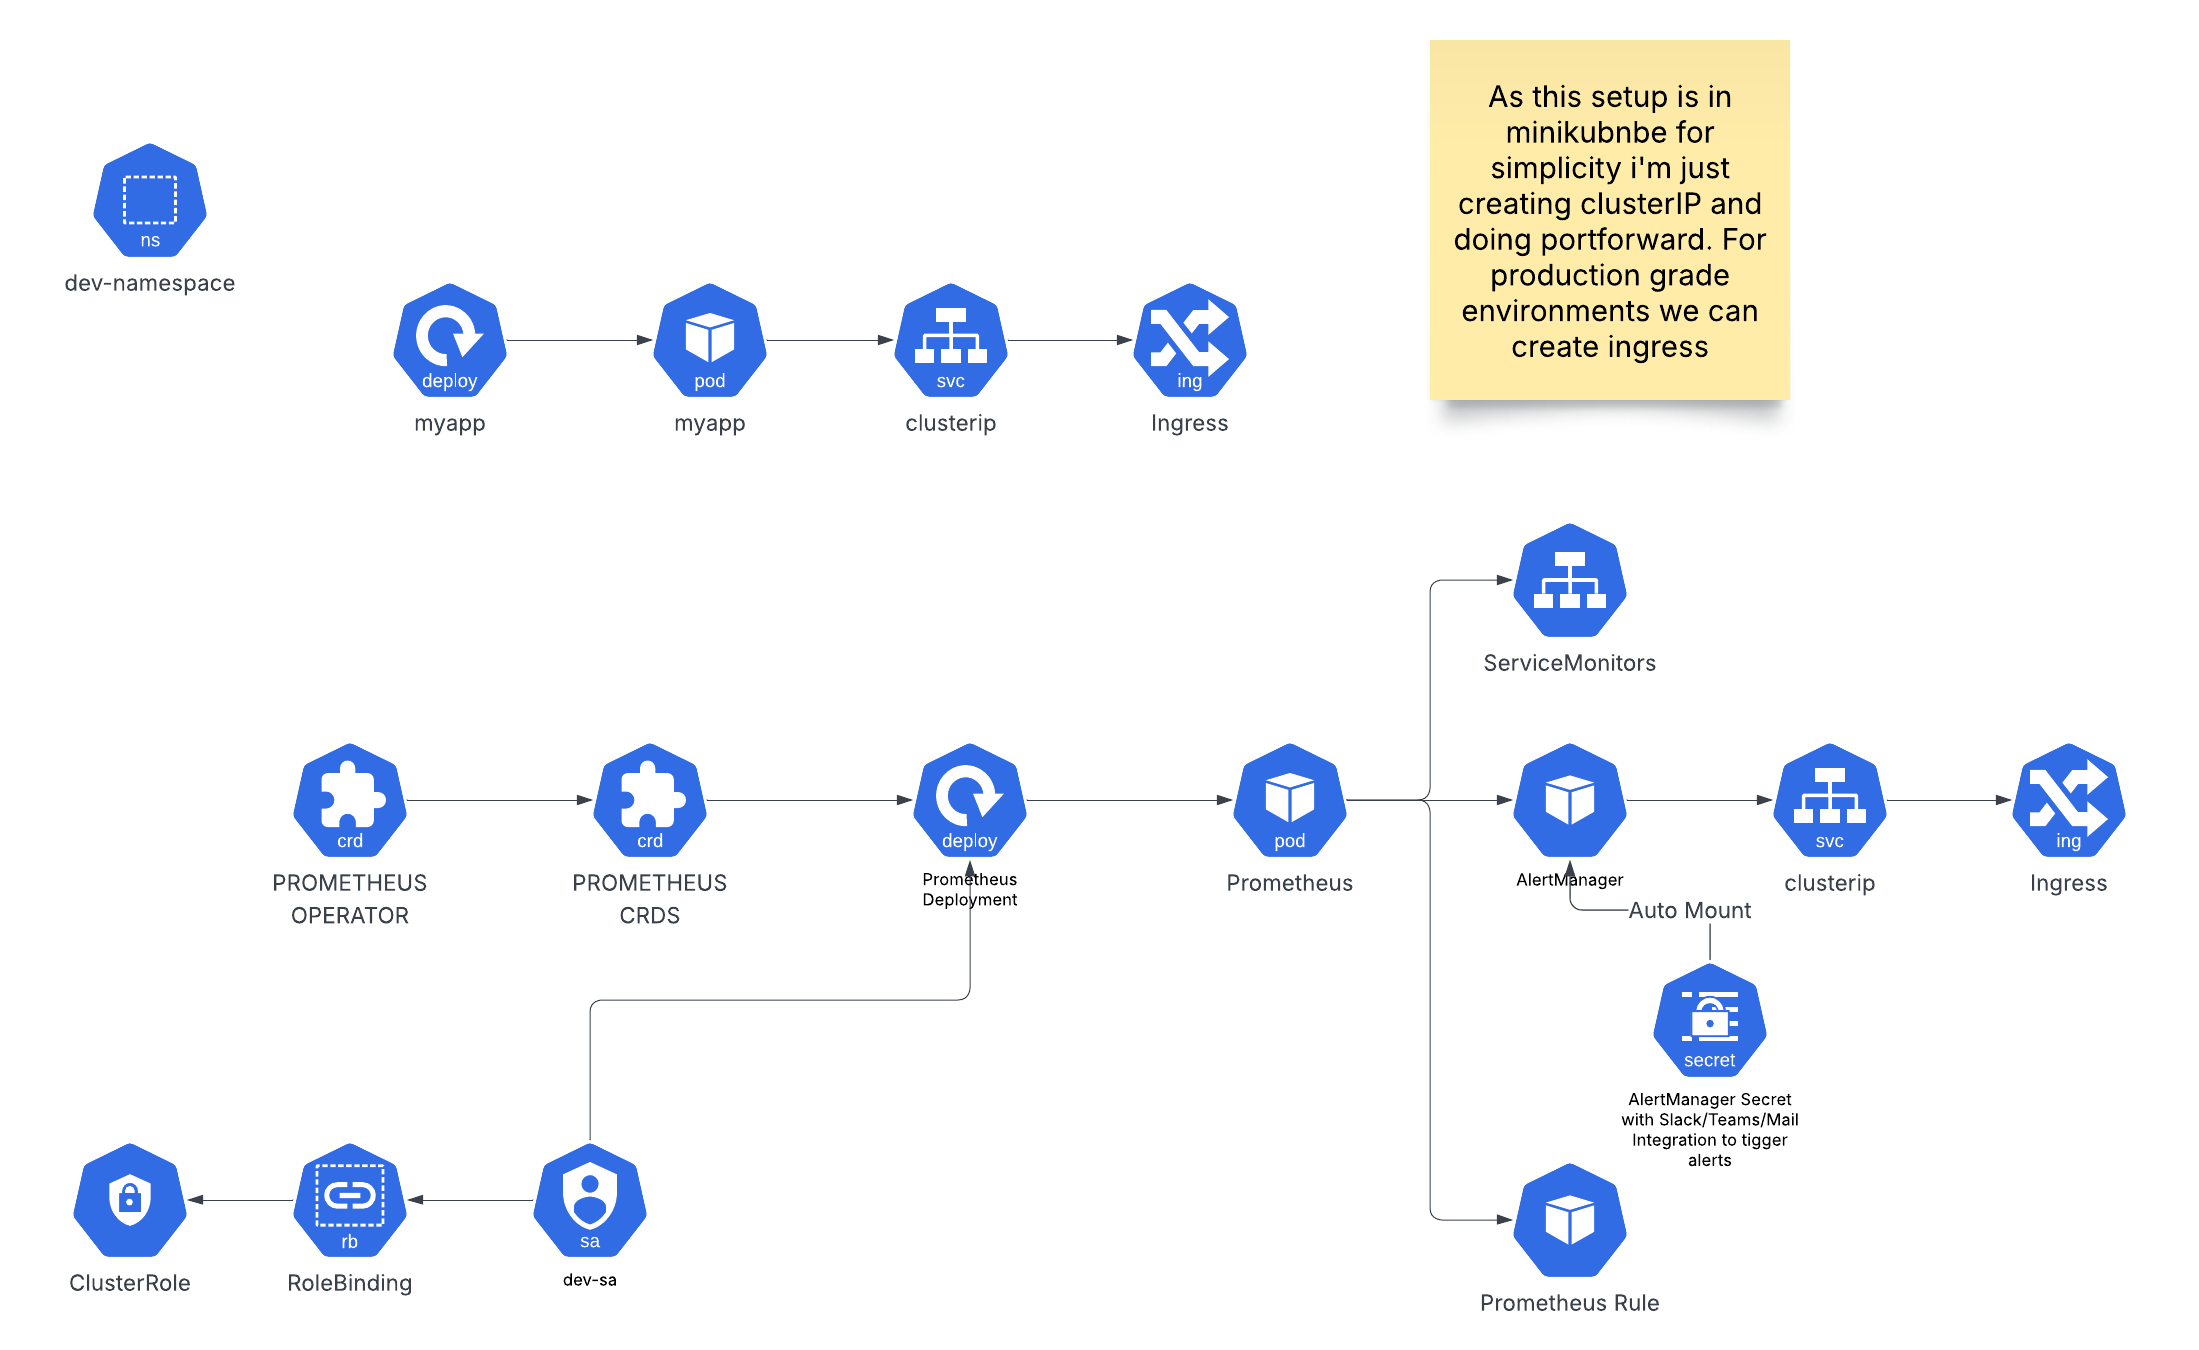 As this setup is in
minikubnbe for
simplicity i'm just
creating clusterIP and
doing portforward. For
production grade
environments we can
create ingress
ns
dev-namespace
deploy
myapp
pod
myapp
svc
clusterip
ing
Ingress
ServiceMonitors
crd
PROMETHEUS
OPERATOR
crd
PROMETHEUS
CRDS
deploy
Prometheus
Deployment
pod
Prometheus
AlertManager
svc
clusterip
ing
Ingress
Auto Mount
secret
AlertManager Secret
with Slack/Teams/Mail
Integration to tigger
alerts
ClusterRole
rb
RoleBinding
sa
dev-sa
Prometheus Rule